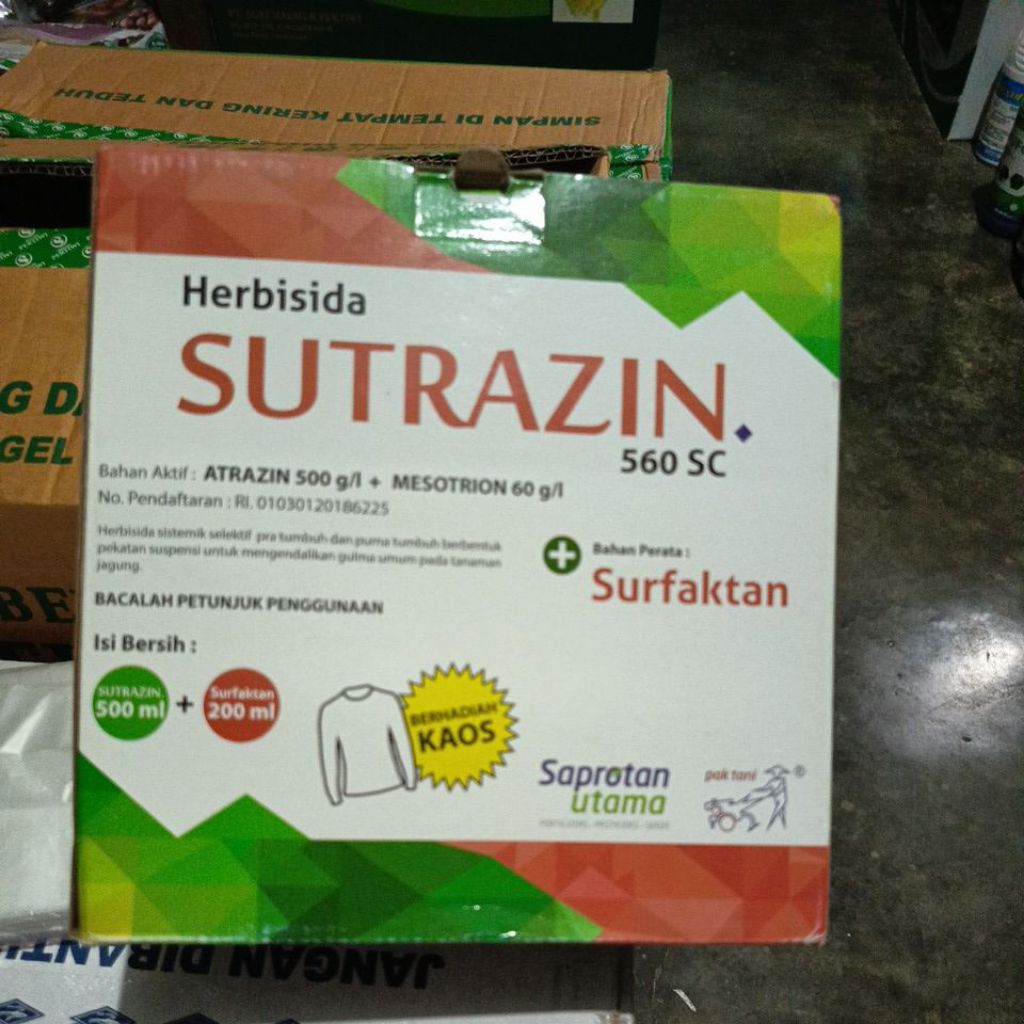 SIMPAN DI TEMPAT KERING DAN TEDUH
Herbisida
SUTRAZIN
560 SC
Bahan Aktif : ATRAZIN 500 g/l + MESOTRION 60 g/l
No. Pendaftaran : RI. 01030120186225
Herbisida sistemik selektif pra tumbuh dan purna tumbuh berbentuk
pekatan suspensi untuk mengendalikan gulma umum pada tanaman
jagung.
+ Bahan Perata :
Surfaktan
BACALAH PETUNJUK PENGGUNAAN
Isi Bersih :
SUTRAZIN
500 ml
+
Surfaktan
200 ml
BERHADIAH
KAOS
Saprotan
utama
pak tani ®
G D
GEL
BE
JANGAN DIBANTI